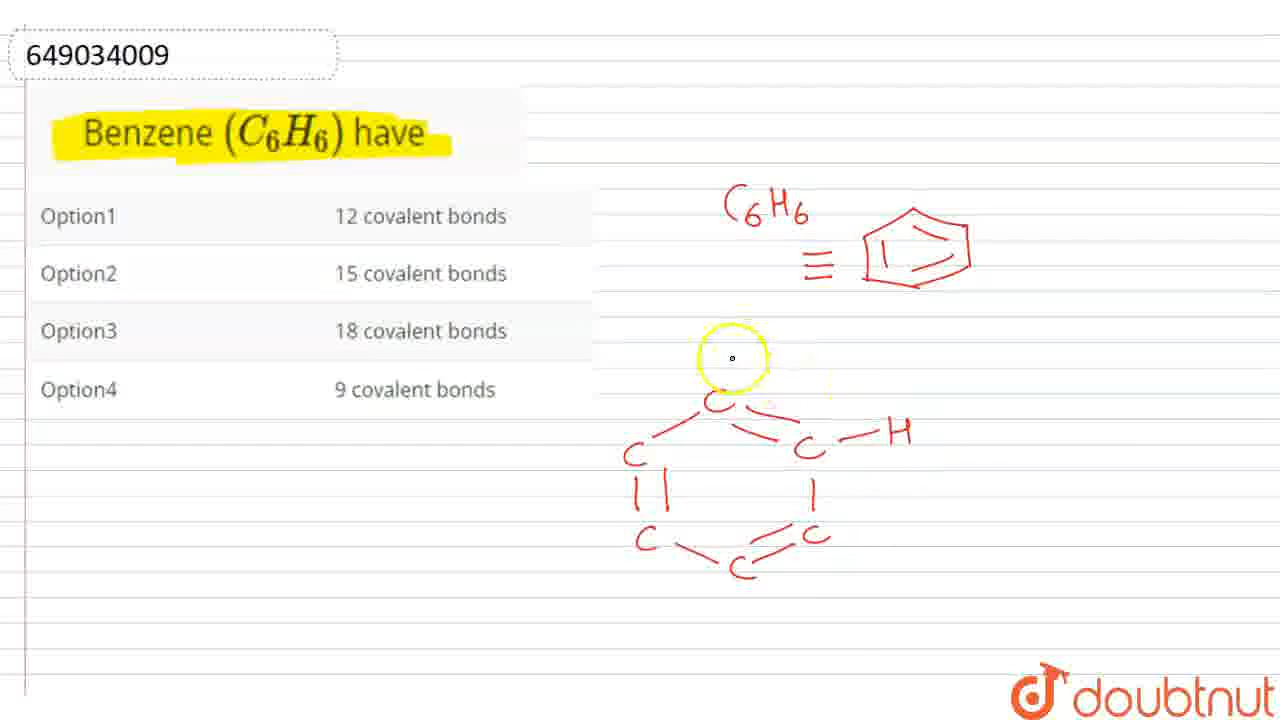 649034009
Benzene (C₆H₆) have
Option1 12 covalent bonds
Option2 15 covalent bonds
Option3 18 covalent bonds
Option4 9 covalent bonds
C₆H₆
≡
C
C C H
C C
C
doubtnut